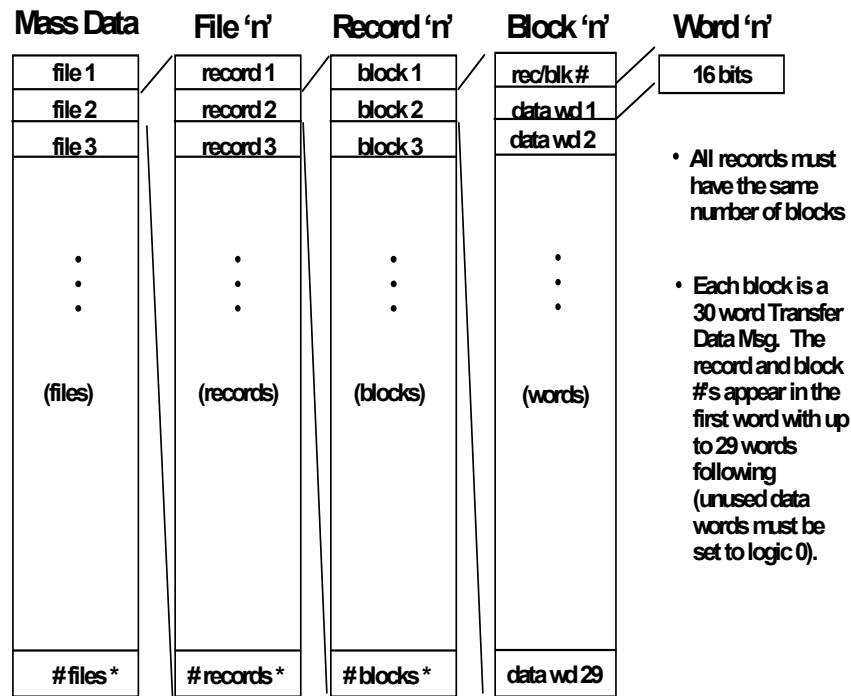 Mass Data
File 'n'
Record 'n'
Block 'n'
Word 'n'
file 1
record 1
block 1
rec/blk #
16 bits
file 2
record 2
block 2
data wd 1
file 3
record 3
block 3
data wd 2
• All records must
have the same
number of blocks
• Each block is a
30 word Transfer
Data Msg. The
record and block
#'s appear in the
first word with up
to 29 words
following
(unused data
words must be
set to logic 0).
(files)
(records)
(blocks)
(words)
# files *
# records *
# blocks *
data wd 29